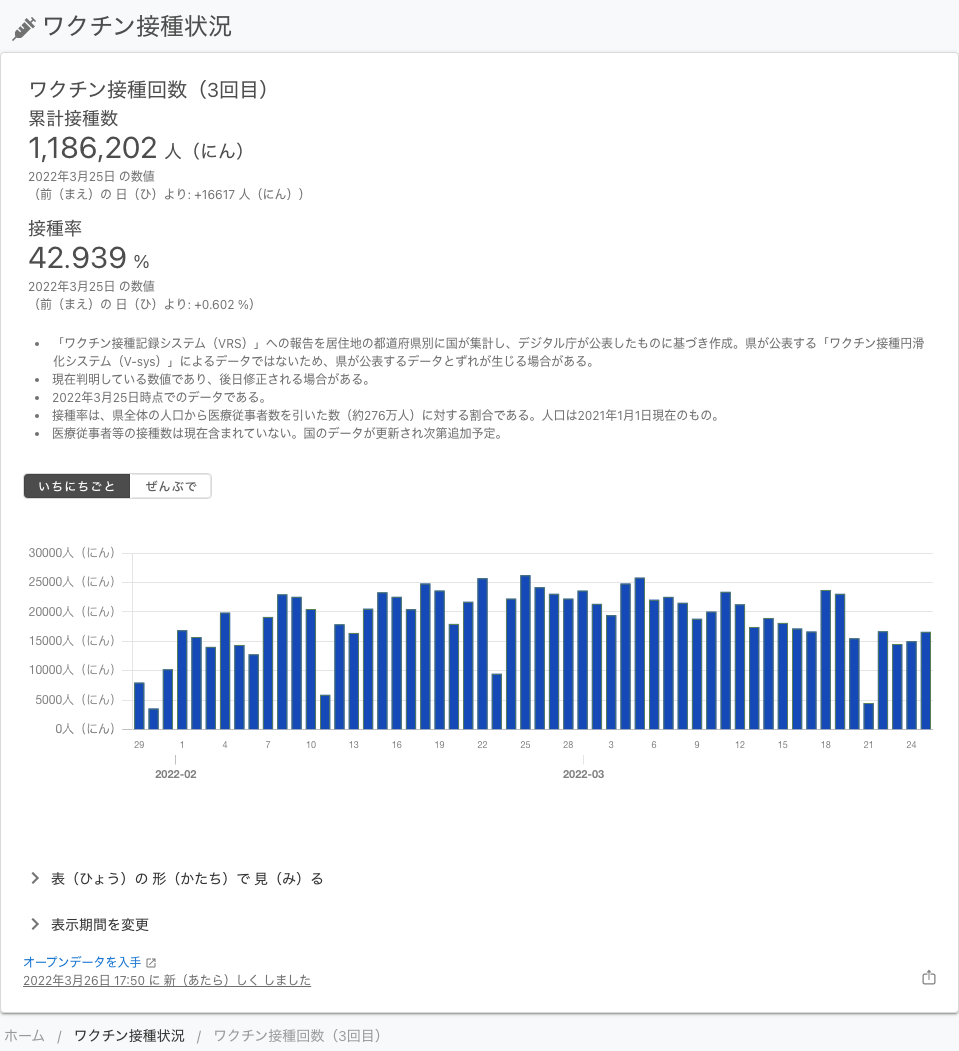 ワクチン接種状況
ワクチン接種回数（3回目）
累計接種数
1,186,202 人（にん）
2022年3月25日 の数値
（前（まえ）の 日（ひ）より: +16617 人（にん））
接種率
42.939 %
2022年3月25日 の数値
（前（まえ）の 日（ひ）より: +0.602 %）
• 「ワクチン接種記録システム（VRS）」への報告を居住地の都道府県別に国が集計し、デジタル庁が公表したものに基づき作成。県が公表する「ワクチン接種円滑
化システム（V-sys）」によるデータではないため、県が公表するデータとずれが生じる場合がある。
• 現在判明している数値であり、後日修正される場合がある。
• 2022年3月25日時点でのデータである。
• 接種率は、県全体の人口から医療従事者数を引いた数（約276万人）に対する割合である。人口は2021年1月1日現在のもの。
• 医療従事者等の接種数は現在含まれていない。国のデータが更新され次第追加予定。
いちにちごと ぜんぶで
30000人（にん）
25000人（にん）
20000人（にん）
15000人（にん）
10000人（にん）
5000人（にん）
0人（にん）
29 1 4 7 10 13 16 19 22 25 28 3 6 9 12 15 18 21 24
2022-02 2022-03
表（ひょう）の 形（かたち）で 見（み）る
表示期間を変更
オープンデータを入手
2022年3月26日 17:50 に 新（あたら）しく しました
ホーム / ワクチン接種状況 / ワクチン接種回数（3回目）